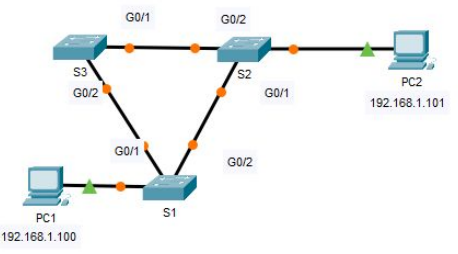 G0/1
G0/2
S3
S2
PC2
G0/2
G0/1
192.168.1.101
G0/1
G0/2
PC1
S1
192.168.1.100